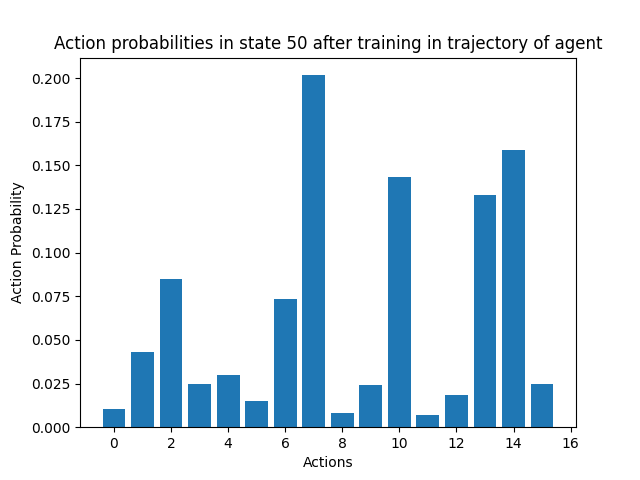 Action probabilities in state 50 after training in trajectory of agent
0.200
0.175
0.150
0.125
0.100
0.075
0.050
0.025
0.000
Action Probability
0 2 4 6 8 10 12 14 16
Actions